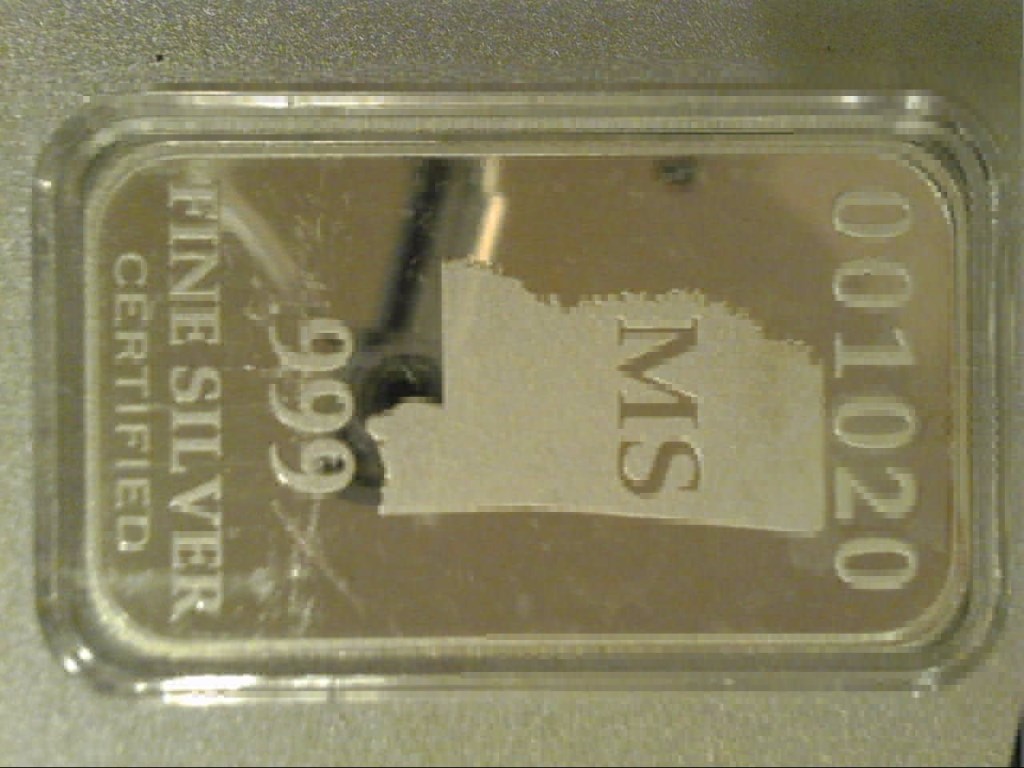 001020
MS
999
FINE SILVER
CERTIFIED